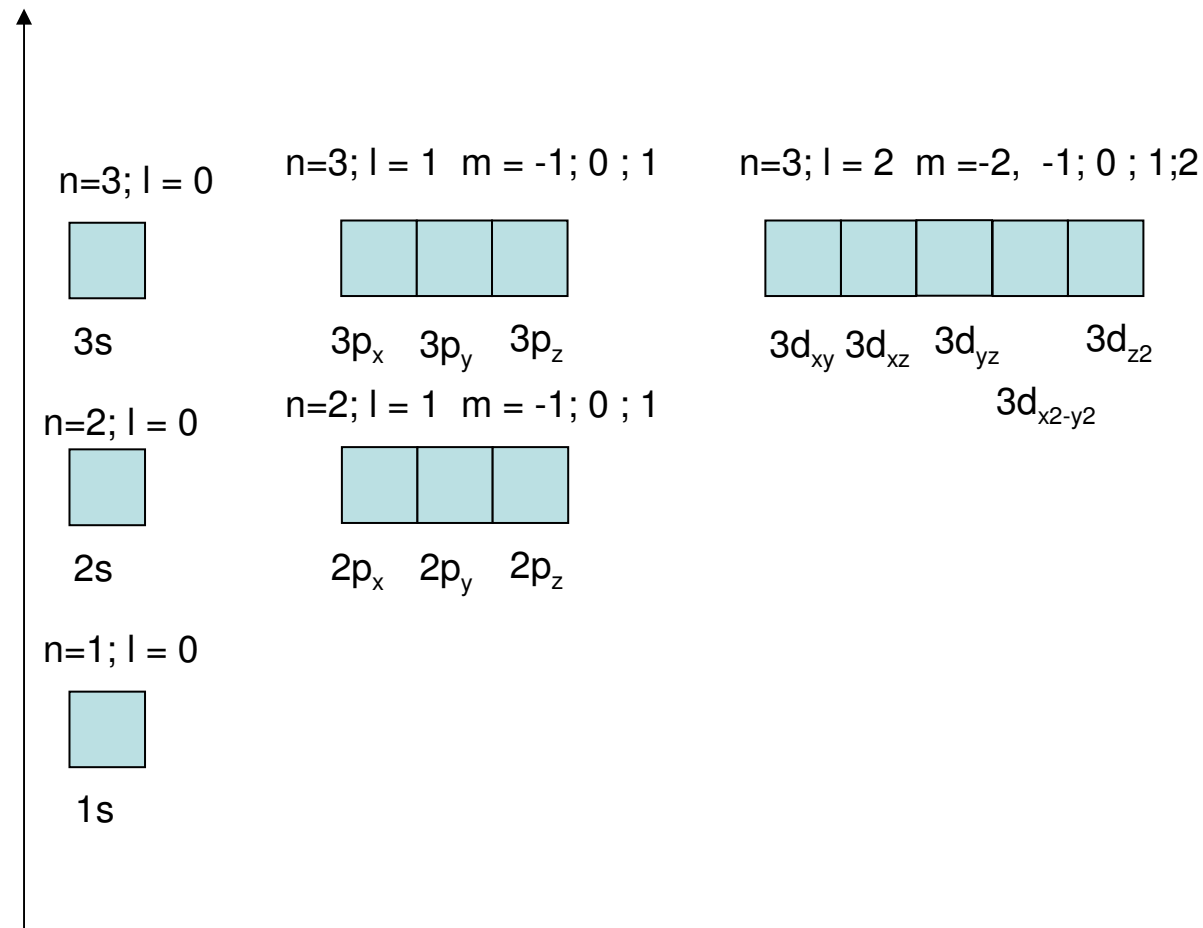 n=3; l = 0
n=3; l = 1 m = -1; 0 ; 1
n=3; l = 2 m =-2, -1; 0 ; 1;2
3s
3px 3py 3pz
3dxy 3dxz 3dyz 3dz2
3dx2-y2
n=2; l = 0
n=2; l = 1 m = -1; 0 ; 1
2s
2px 2py 2pz
n=1; l = 0
1s